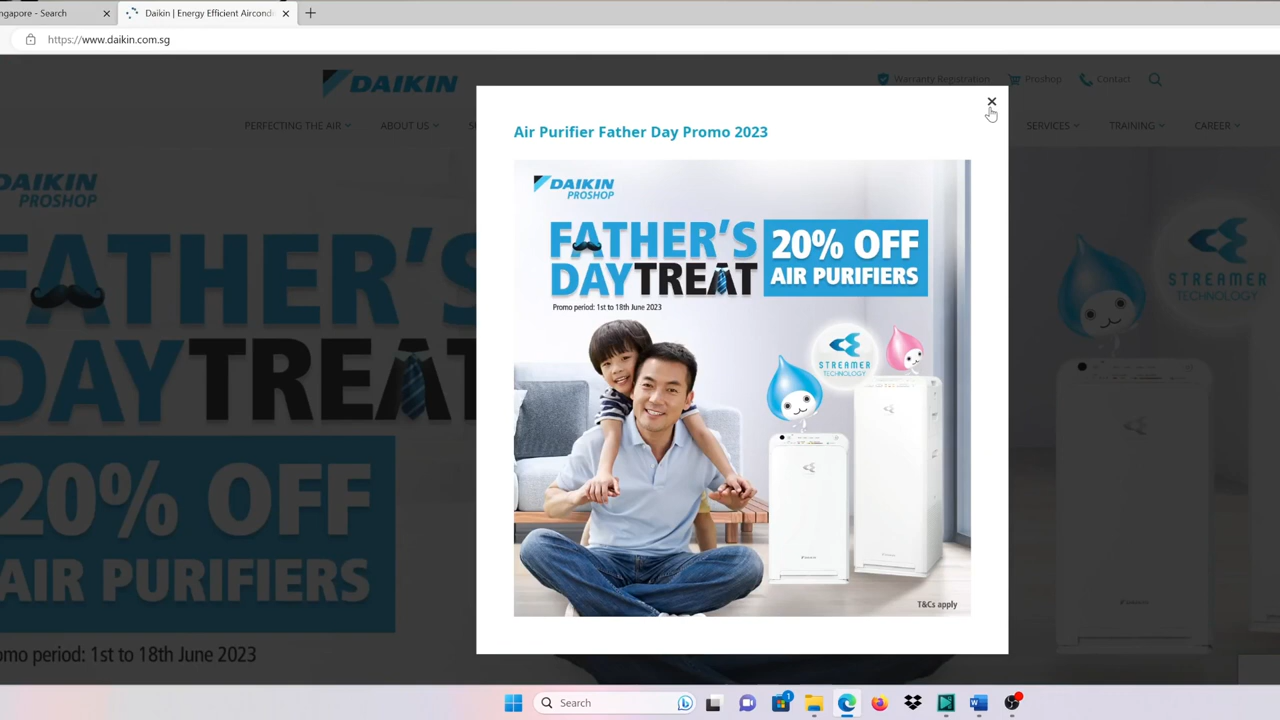 ngapore - Search
Daikin | Energy Efficient Aircond
https://www.daikin.com.sg
DAIKIN
Warranty Registration
Proshop
Contact
PERFECTING THE AIR
ABOUT US
SERVICES
TRAINING
CAREER
Air Purifier Father Day Promo 2023
DAIKIN
PROSHOP
FATHER'S
DAY TREAT
20% OFF
AIR PURIFIERS
Promo period: 1st to 18th June 2023
STREAMER
TECHNOLOGY
T&Cs apply
DAIKIN
PROSHOP
FATHER'S
DAY TREAT
20% OFF
AIR PURIFIERS
omo period: 1st to 18th June 2023
STREAMER
TECHNOLOGY
Search
1